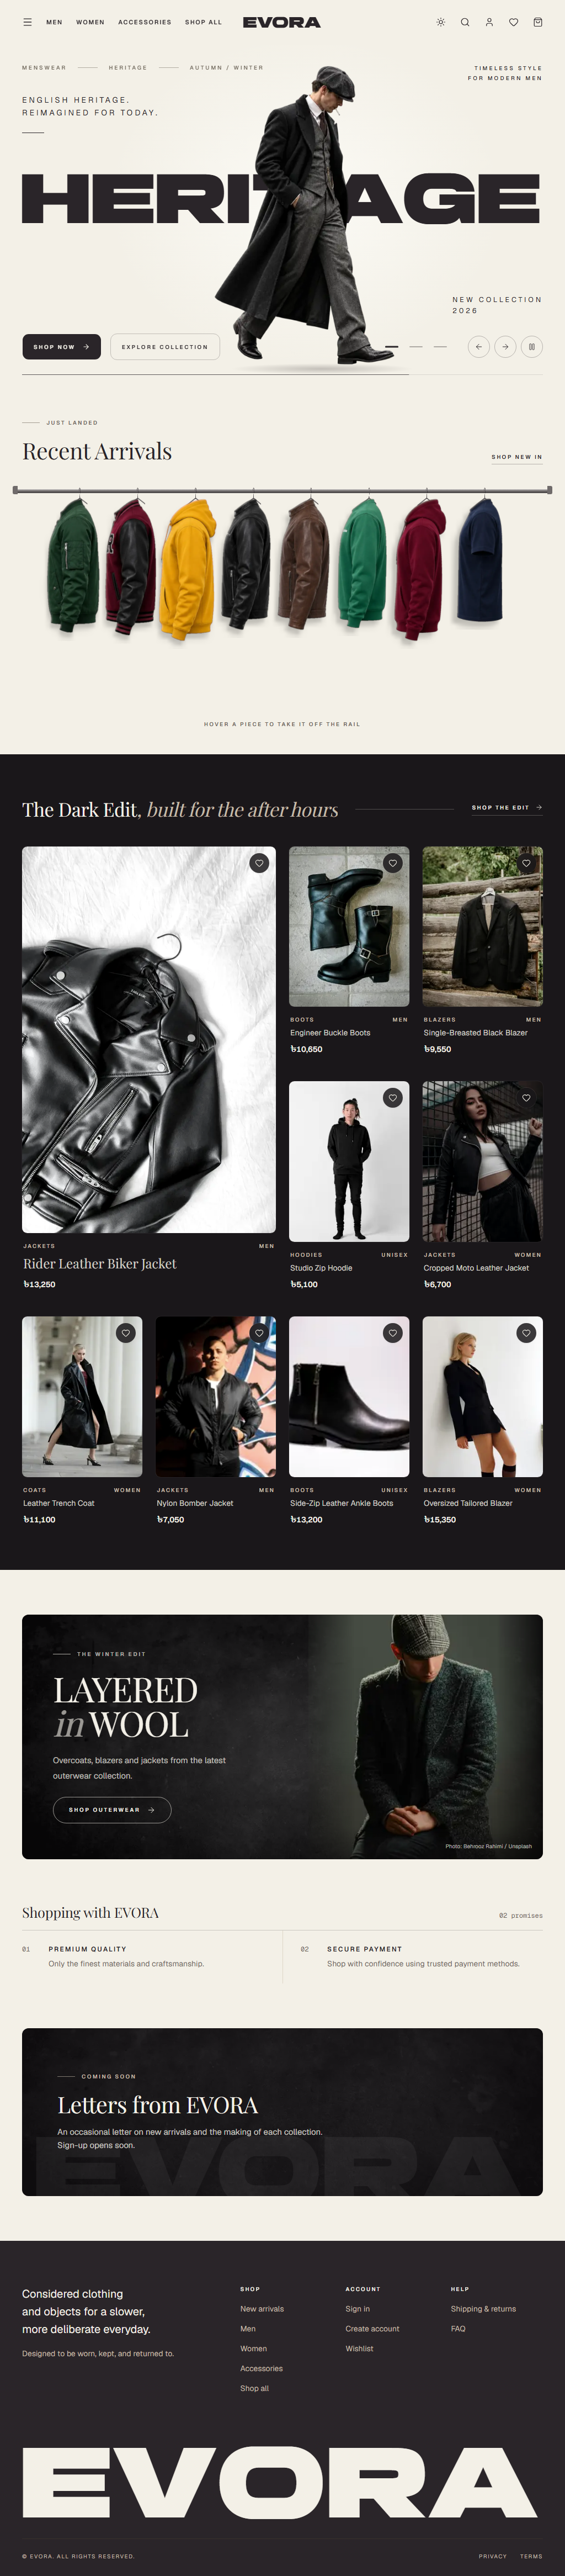 MEN WOMEN ACCESSORIES SHOP ALL EVORA
MENSWEAR HERITAGE AUTUMN / WINTER
TIMELESS STYLE
FOR MODERN MEN
ENGLISH HERITAGE.
REIMAGINED FOR TODAY.
HERITAGE
NEW COLLECTION
2026
SHOP NOW EXPLORE COLLECTION
JUST LANDED
Recent Arrivals
SHOP NEW IN
HOVER A PIECE TO TAKE IT OFF THE RAIL
The Dark Edit, built for the after hours
SHOP THE EDIT
BOOTS MEN
Engineer Buckle Boots
৳10,650
BLAZERS MEN
Single-Breasted Black Blazer
৳9,550
JACKETS MEN
Rider Leather Biker Jacket
৳13,250
HOODIES UNISEX
Studio Zip Hoodie
৳5,100
JACKETS WOMEN
Cropped Moto Leather Jacket
৳6,700
COATS WOMEN
Leather Trench Coat
৳11,100
JACKETS MEN
Nylon Bomber Jacket
৳7,050
BOOTS UNISEX
Side-Zip Leather Ankle Boots
৳13,200
BLAZERS WOMEN
Oversized Tailored Blazer
৳15,350
THE WINTER EDIT
LAYERED
in WOOL
Overcoats, blazers and jackets from the latest
outerwear collection.
SHOP OUTERWEAR
Photo: Behrooz Rahimi / Unsplash
Shopping with EVORA
02 promises
01 PREMIUM QUALITY
Only the finest materials and craftsmanship.
02 SECURE PAYMENT
Shop with confidence using trusted payment methods.
COMING SOON
Letters from EVORA
An occasional letter on new arrivals and the making of each collection.
Sign-up opens soon.
EVORA
Considered clothing
and objects for a slower,
more deliberate everyday.
Designed to be worn, kept, and returned to.
SHOP
New arrivals
Men
Women
Accessories
Shop all
ACCOUNT
Sign in
Create account
Wishlist
HELP
Shipping & returns
FAQ
EVORA
© EVORA. ALL RIGHTS RESERVED.
PRIVACY TERMS